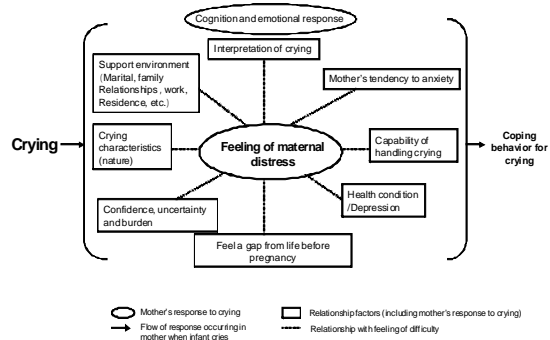 Cognition and emotional response
Interpretation of crying
Support environment
(Marital, family
Relationships, work,
Residence, etc.)
Mother's tendency to anxiety
Crying
Crying
characteristics
(nature)
Feeling of maternal
distress
Capability of
handling crying
Coping
behavior for
crying
Confidence, uncertainty
and burden
Health condition
/Depression
Feel a gap from life before
pregnancy
Mother's response to crying
Relationship factors (including mother's response to crying)
Flow of response occurring in
mother when infant cries
Relationship with feeling of difficulty